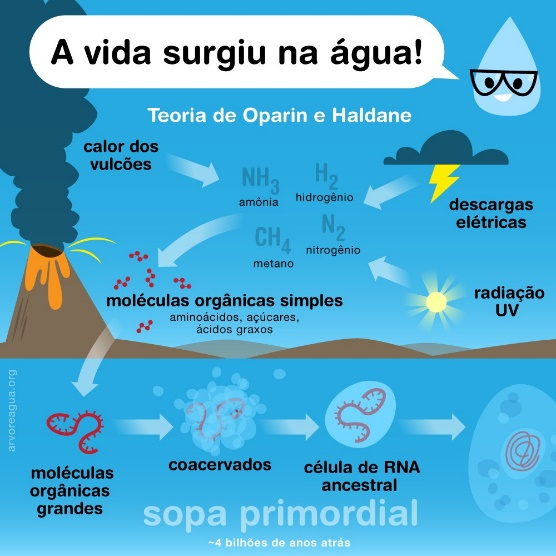 A vida surgiu na água!
Teoria de Oparin e Haldane
calor dos
vulcões
NH3
amônia
H2
hidrogênio
CH4
metano
N2
nitrogênio
descargas
elétricas
radiação
UV
moléculas orgânicas simples
aminoácidos, açúcares,
ácidos graxos
arvoreagua.org
moléculas
orgânicas
grandes
coacervados
célula de RNA
ancestral
sopa primordial
~4 bilhões de anos atrás